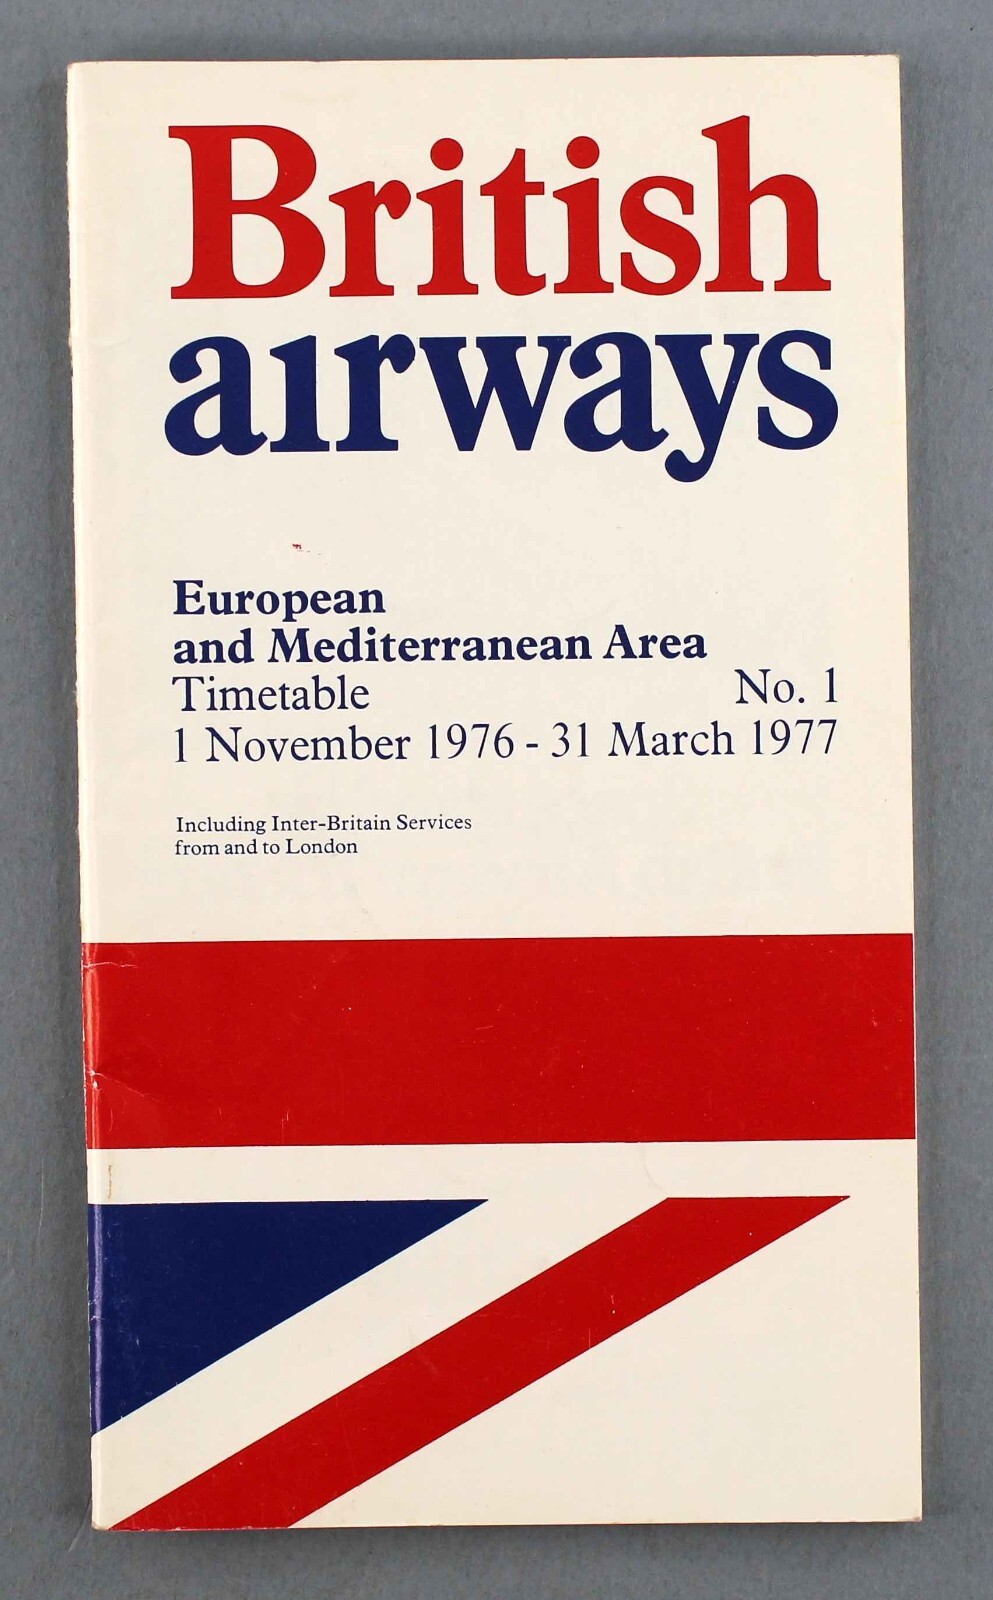 British
airways
European
and Mediterranean Area
Timetable No. 1
1 November 1976 - 31 March 1977
Including Inter-Britain Services
from and to London